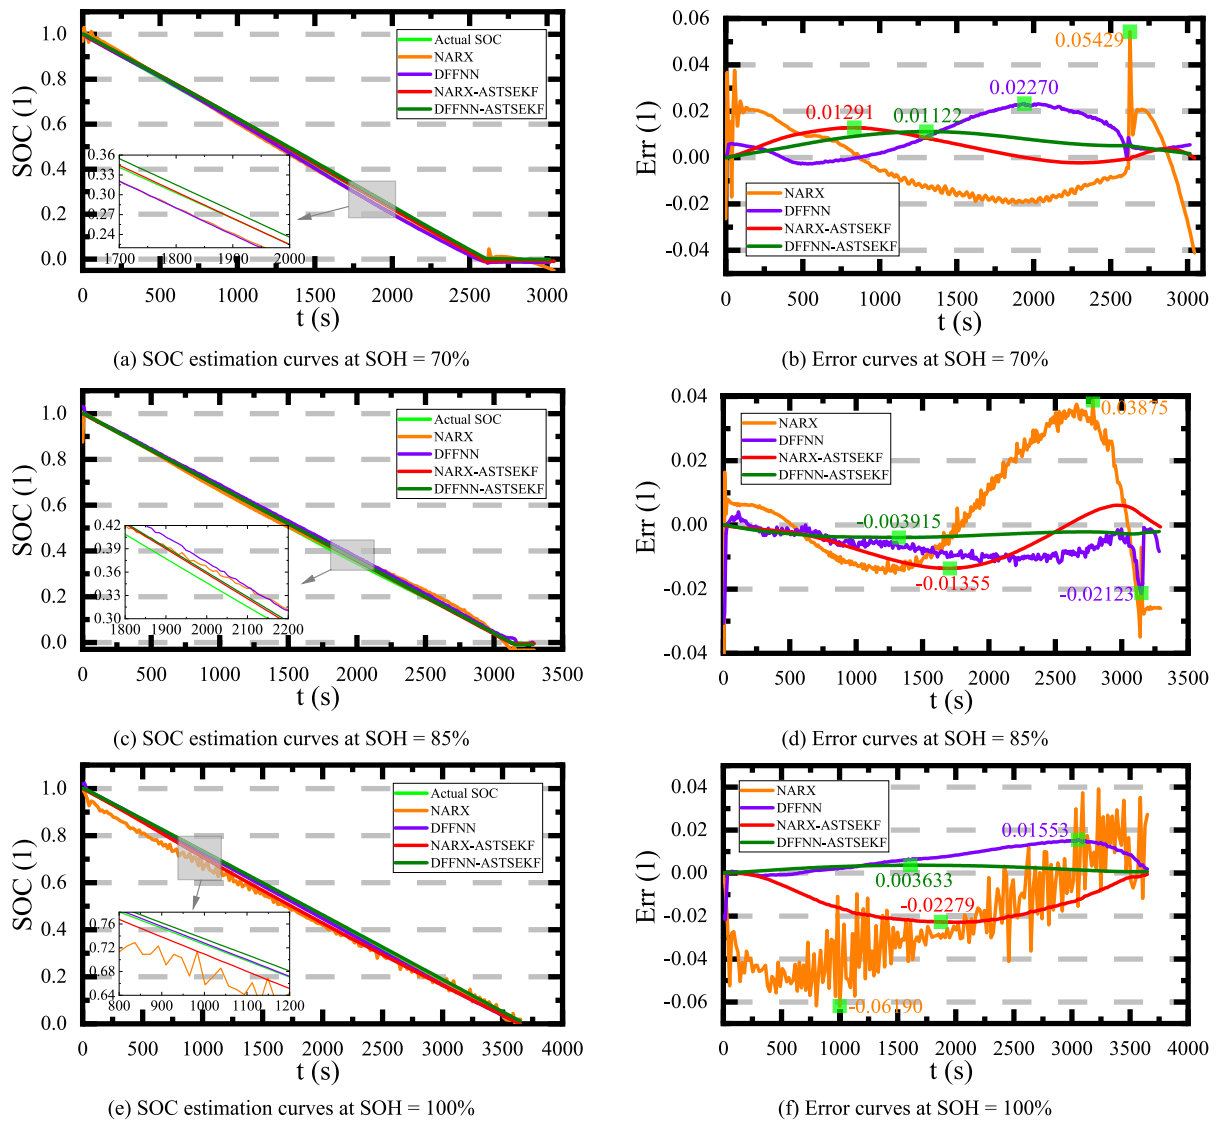 SOC (1)
1.0
0.8
0.6
0.4
0.2
0.0
Actual SOC
NARX
DFFNN
NARX-ASTSEKF
DFFNN-ASTSEKF
0.36
0.33
0.30
0.27
0.24
1700 1800 1900 2000
0 500 1000 1500 2000 2500 3000
t (s)
(a) SOC estimation curves at SOH = 70%
Err (1)
0.06
0.04
0.02
0.00
-0.02
-0.04
0.05429
0.02270
0.01291
0.01122
NARX
DFFNN
NARX-ASTSEKF
DFFNN-ASTSEKF
0 500 1000 1500 2000 2500 3000
t (s)
(b) Error curves at SOH = 70%
SOC (1)
1.0
0.8
0.6
0.4
0.2
0.0
Actual SOC
NARX
DFFNN
NARX-ASTSEKF
DFFNN-ASTSEKF
0.42
0.39
0.36
0.33
0.30
1800 1900 2000 2100 2200
0 500 1000 1500 2000 2500 3000 3500
t (s)
(c) SOC estimation curves at SOH = 85%
Err (1)
0.04
0.04
0.00
-0.02
-0.04
NARX
DFFNN
NARX-ASTSEKF
DFFNN-ASTSEKF
0.03875
-0.003915
-0.01355
-0.02123
0 500 1000 1500 2000 2500 3000 3500
t (s)
(d) Error curves at SOH = 85%
SOC (1)
1.0
0.8
0.6
0.4
0.2
0.0
Actual SOC
NARX
DFFNN
NARX-ASTSEKF
DFFNN-ASTSEKF
0.76
0.72
0.68
0.64
800 900 1000 1100 1200
0 500 1000 1500 2000 2500 3000 3500 4000
t (s)
(e) SOC estimation curves at SOH = 100%
Err (1)
0.04
0.02
0.00
-0.02
-0.04
-0.06
NARX
DFFNN
NARX-ASTSEKF
DFFNN-ASTSEKF
0.01553
0.003633
-0.02279
-0.06190
0 500 1000 1500 2000 2500 3000 3500 4000
t (s)
(f) Error curves at SOH = 100%